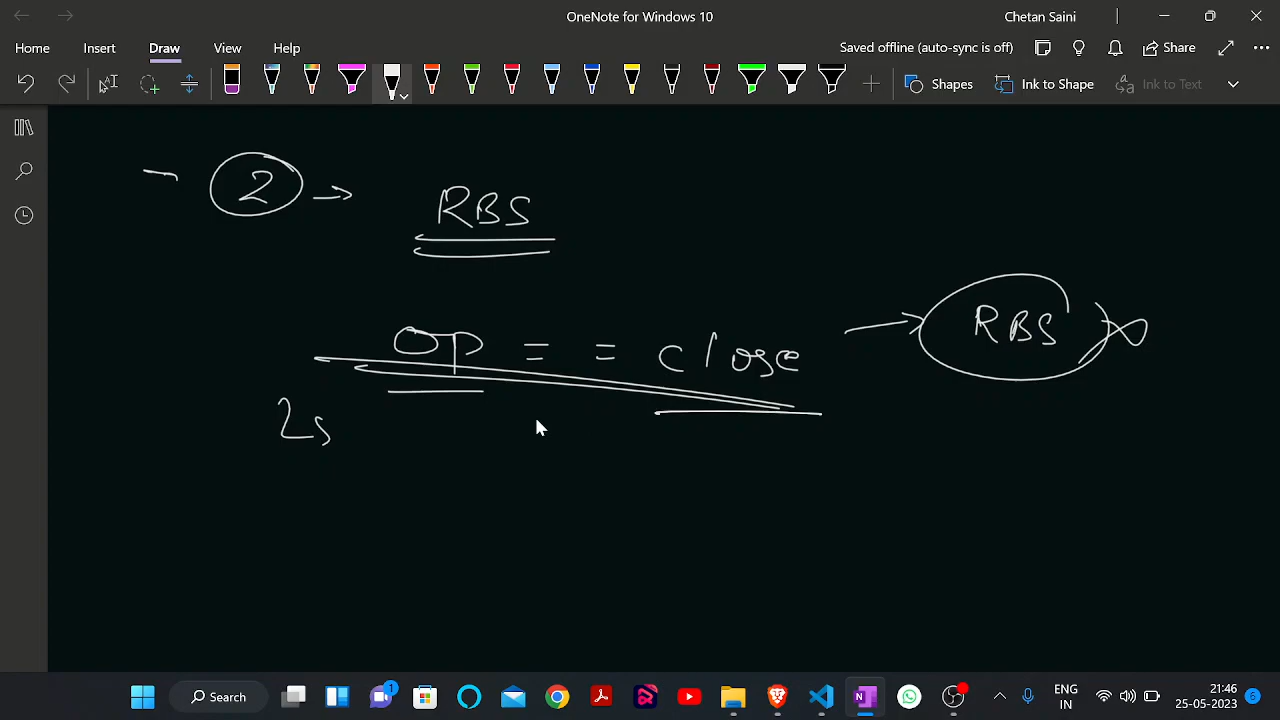 OneNote for Windows 10
Chetan Saini
Home Insert Draw View Help
Saved offline (auto-sync is off)
Share
Shapes
Ink to Shape
Ink to Text
2 → RBS
OP = = close → RBS
2s
Search
ENG
IN
21:46
25-05-2023